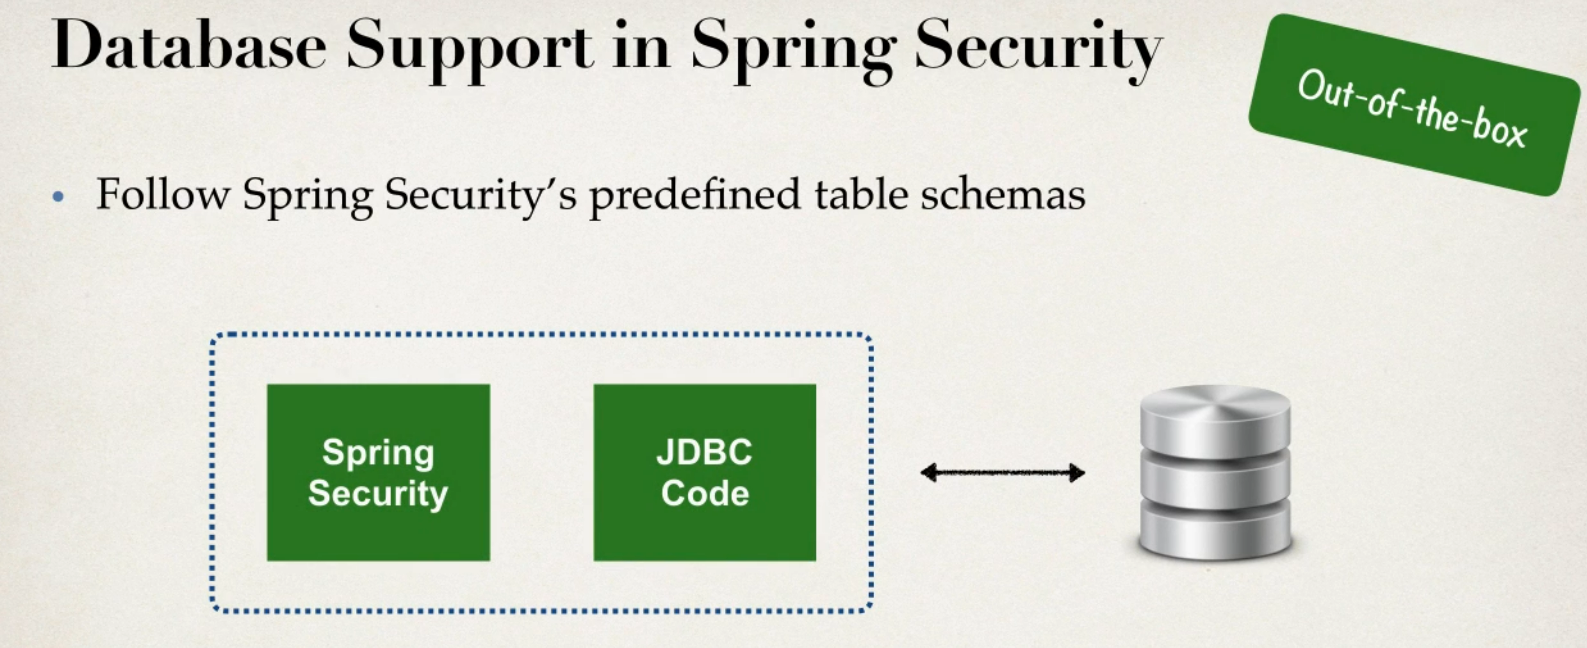 Database Support in Spring Security
Out-of-the-box
• Follow Spring Security’s predefined table schemas
Spring
Security
JDBC
Code